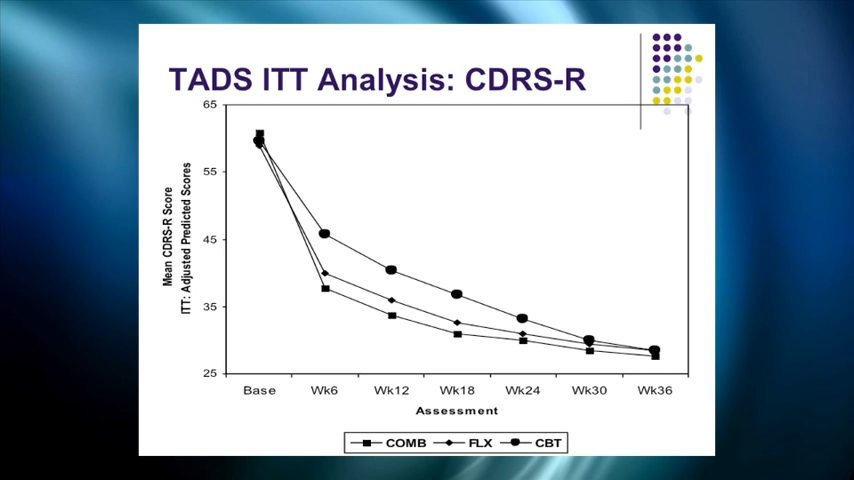 TADS ITT Analysis: CDRS-R
65
55
45
35
25
Mean CDRS-R Score
ITT: Adjusted Predicted Scores
Base Wk6 Wk12 Wk18 Wk24 Wk30 Wk36
Assessment
COMB FLX CBT